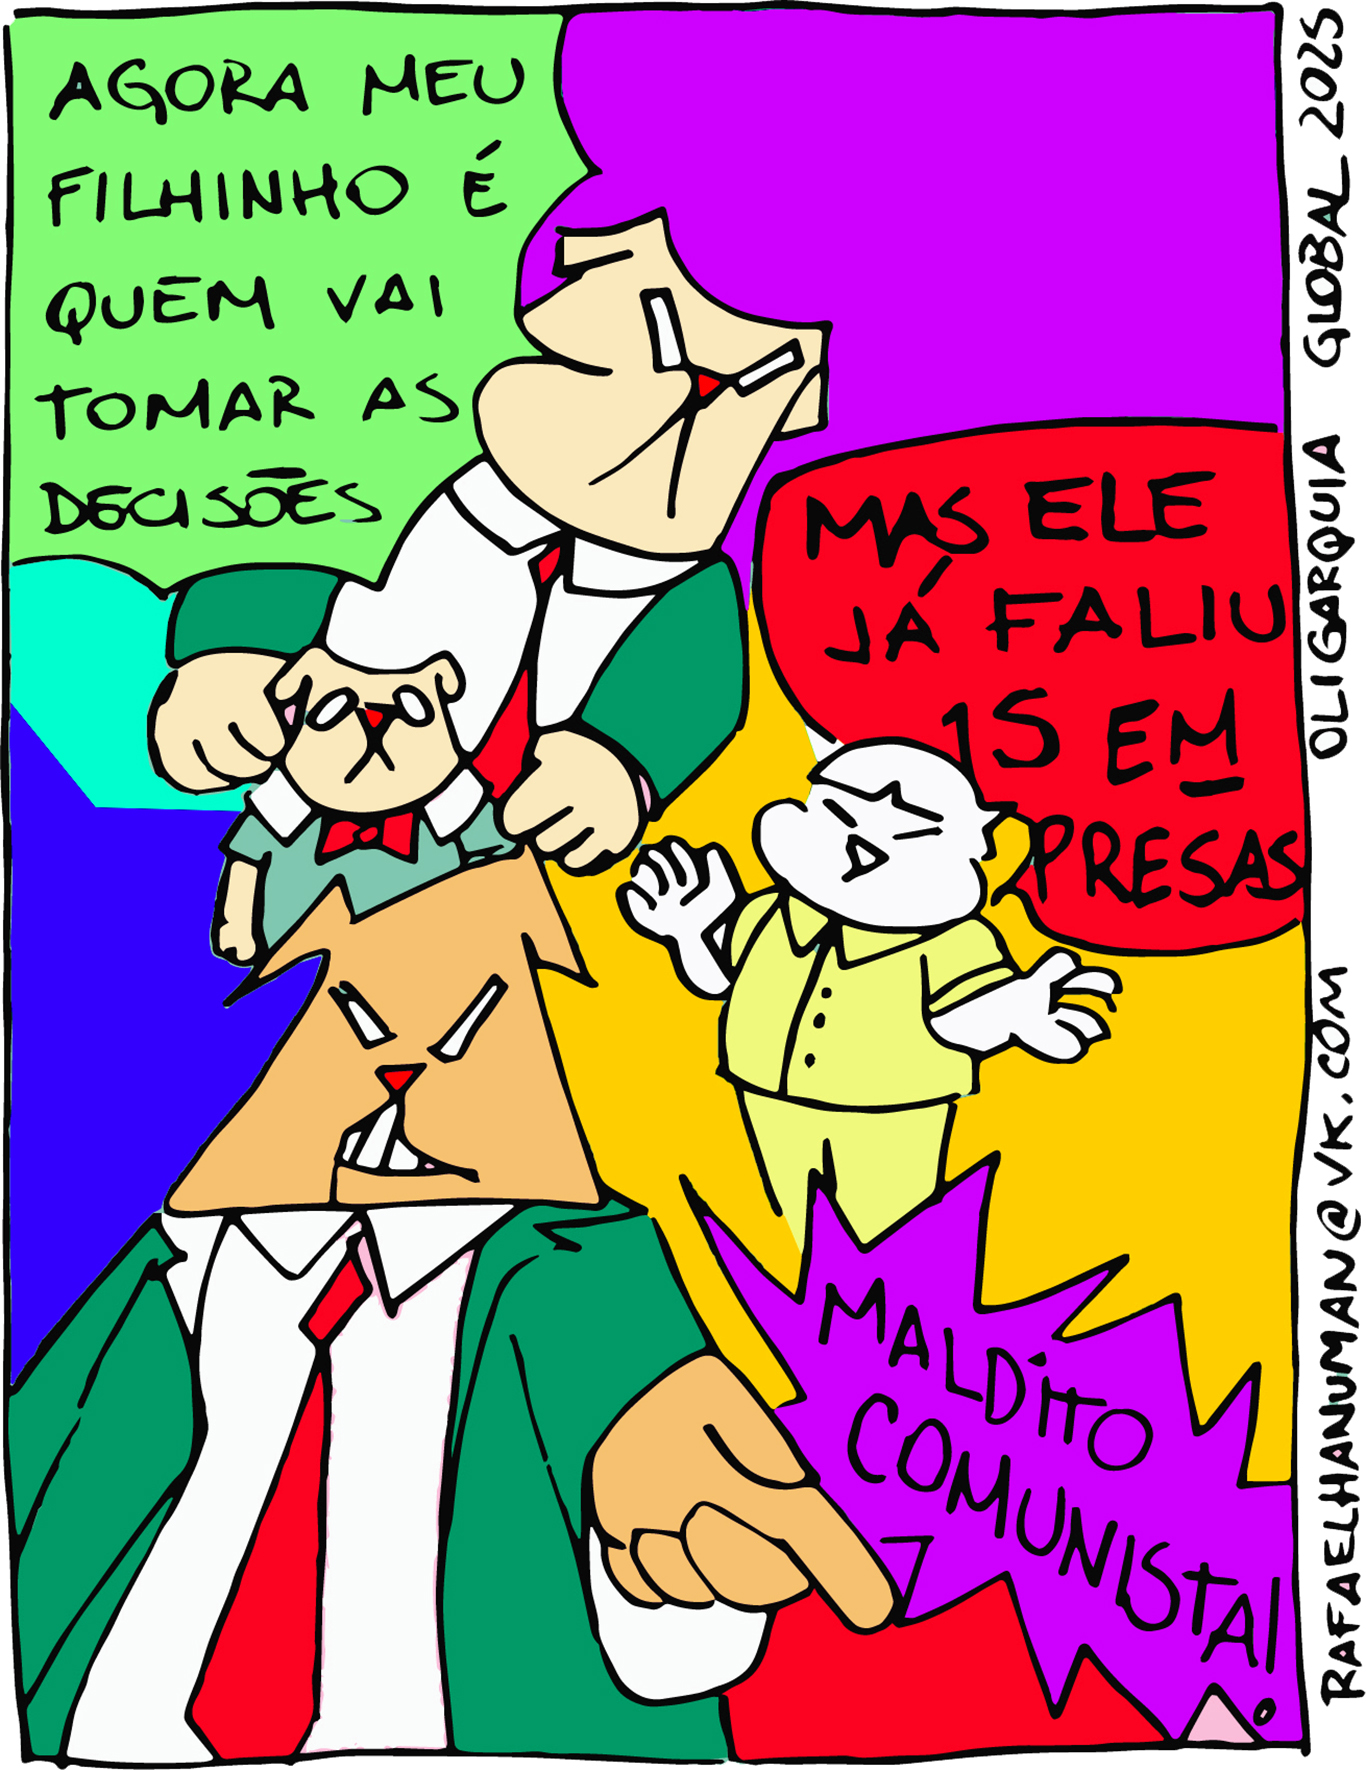 AGORA MEU
FILHINHO É
QUEM VAI
TOMAR AS
DECISÕES
MAS ELE
JÁ FALIU
15 EM
PRESAS
MALDITO
COMUNISTA!
RAFAELHANUMAN@VK.COM OLIGARQUIA GLOBAL 2025